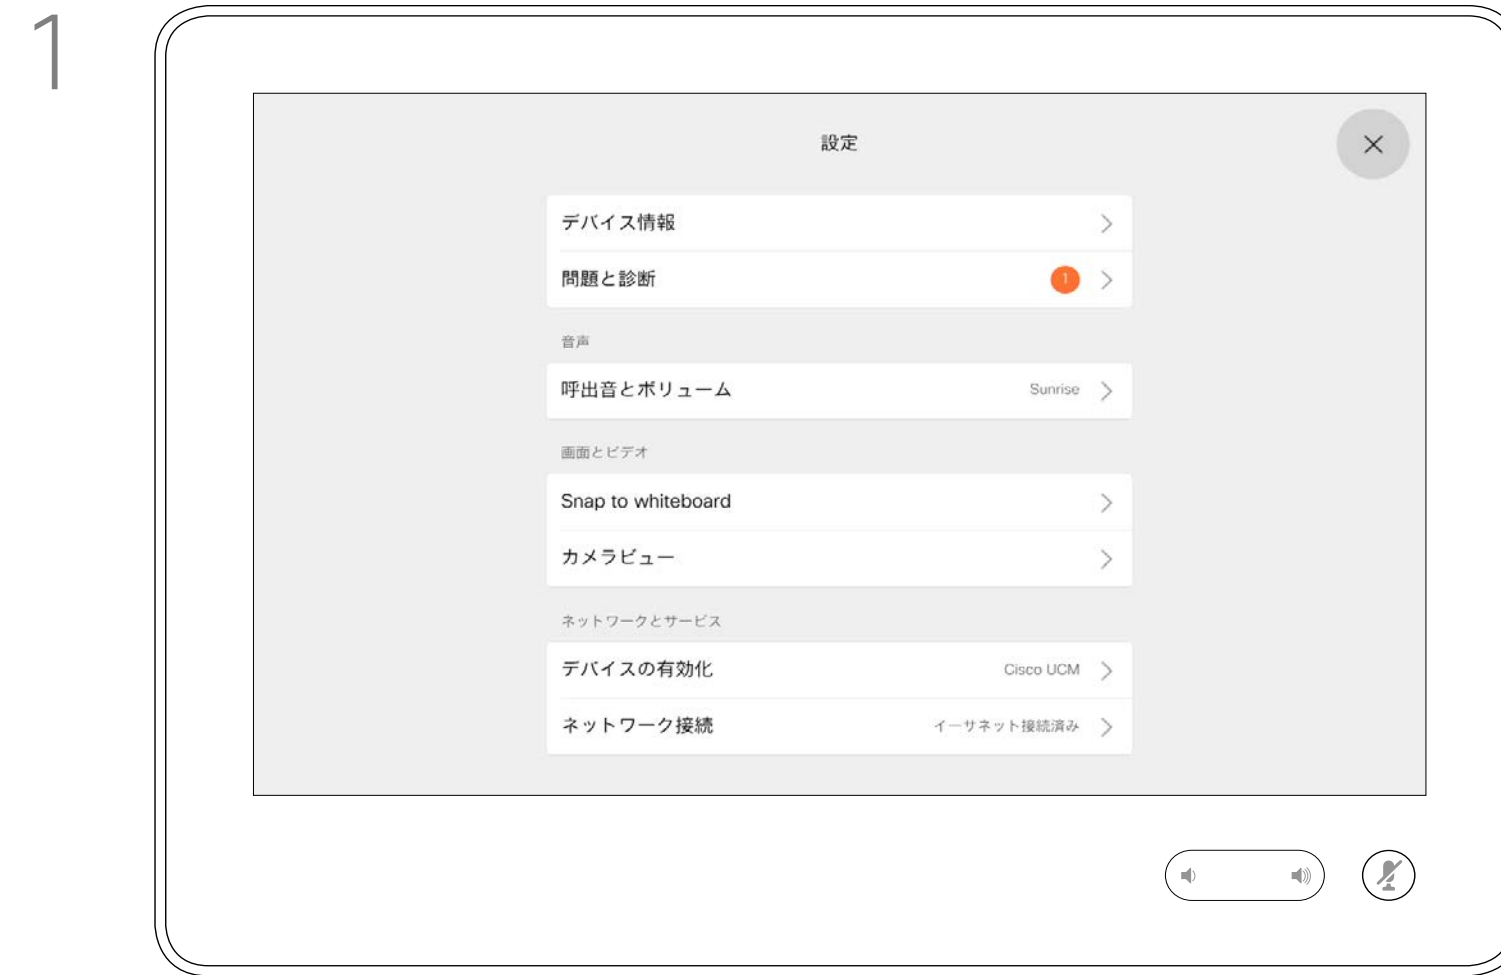 1
設定
デバイス情報
問題と診断 1
音声
呼出音とボリューム Sunrise
画面とビデオ
Snap to whiteboard
カメラビュー
ネットワークとサービス
デバイスの有効化 Cisco UCM
ネットワーク接続 イーサネット接続済み